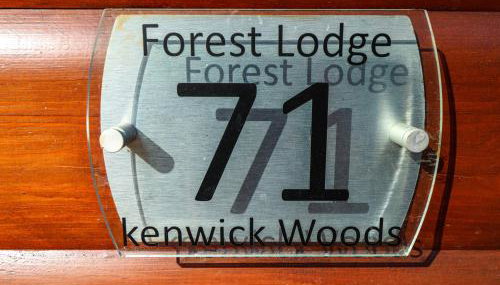 Forest Lodge
71
kenwick Woods